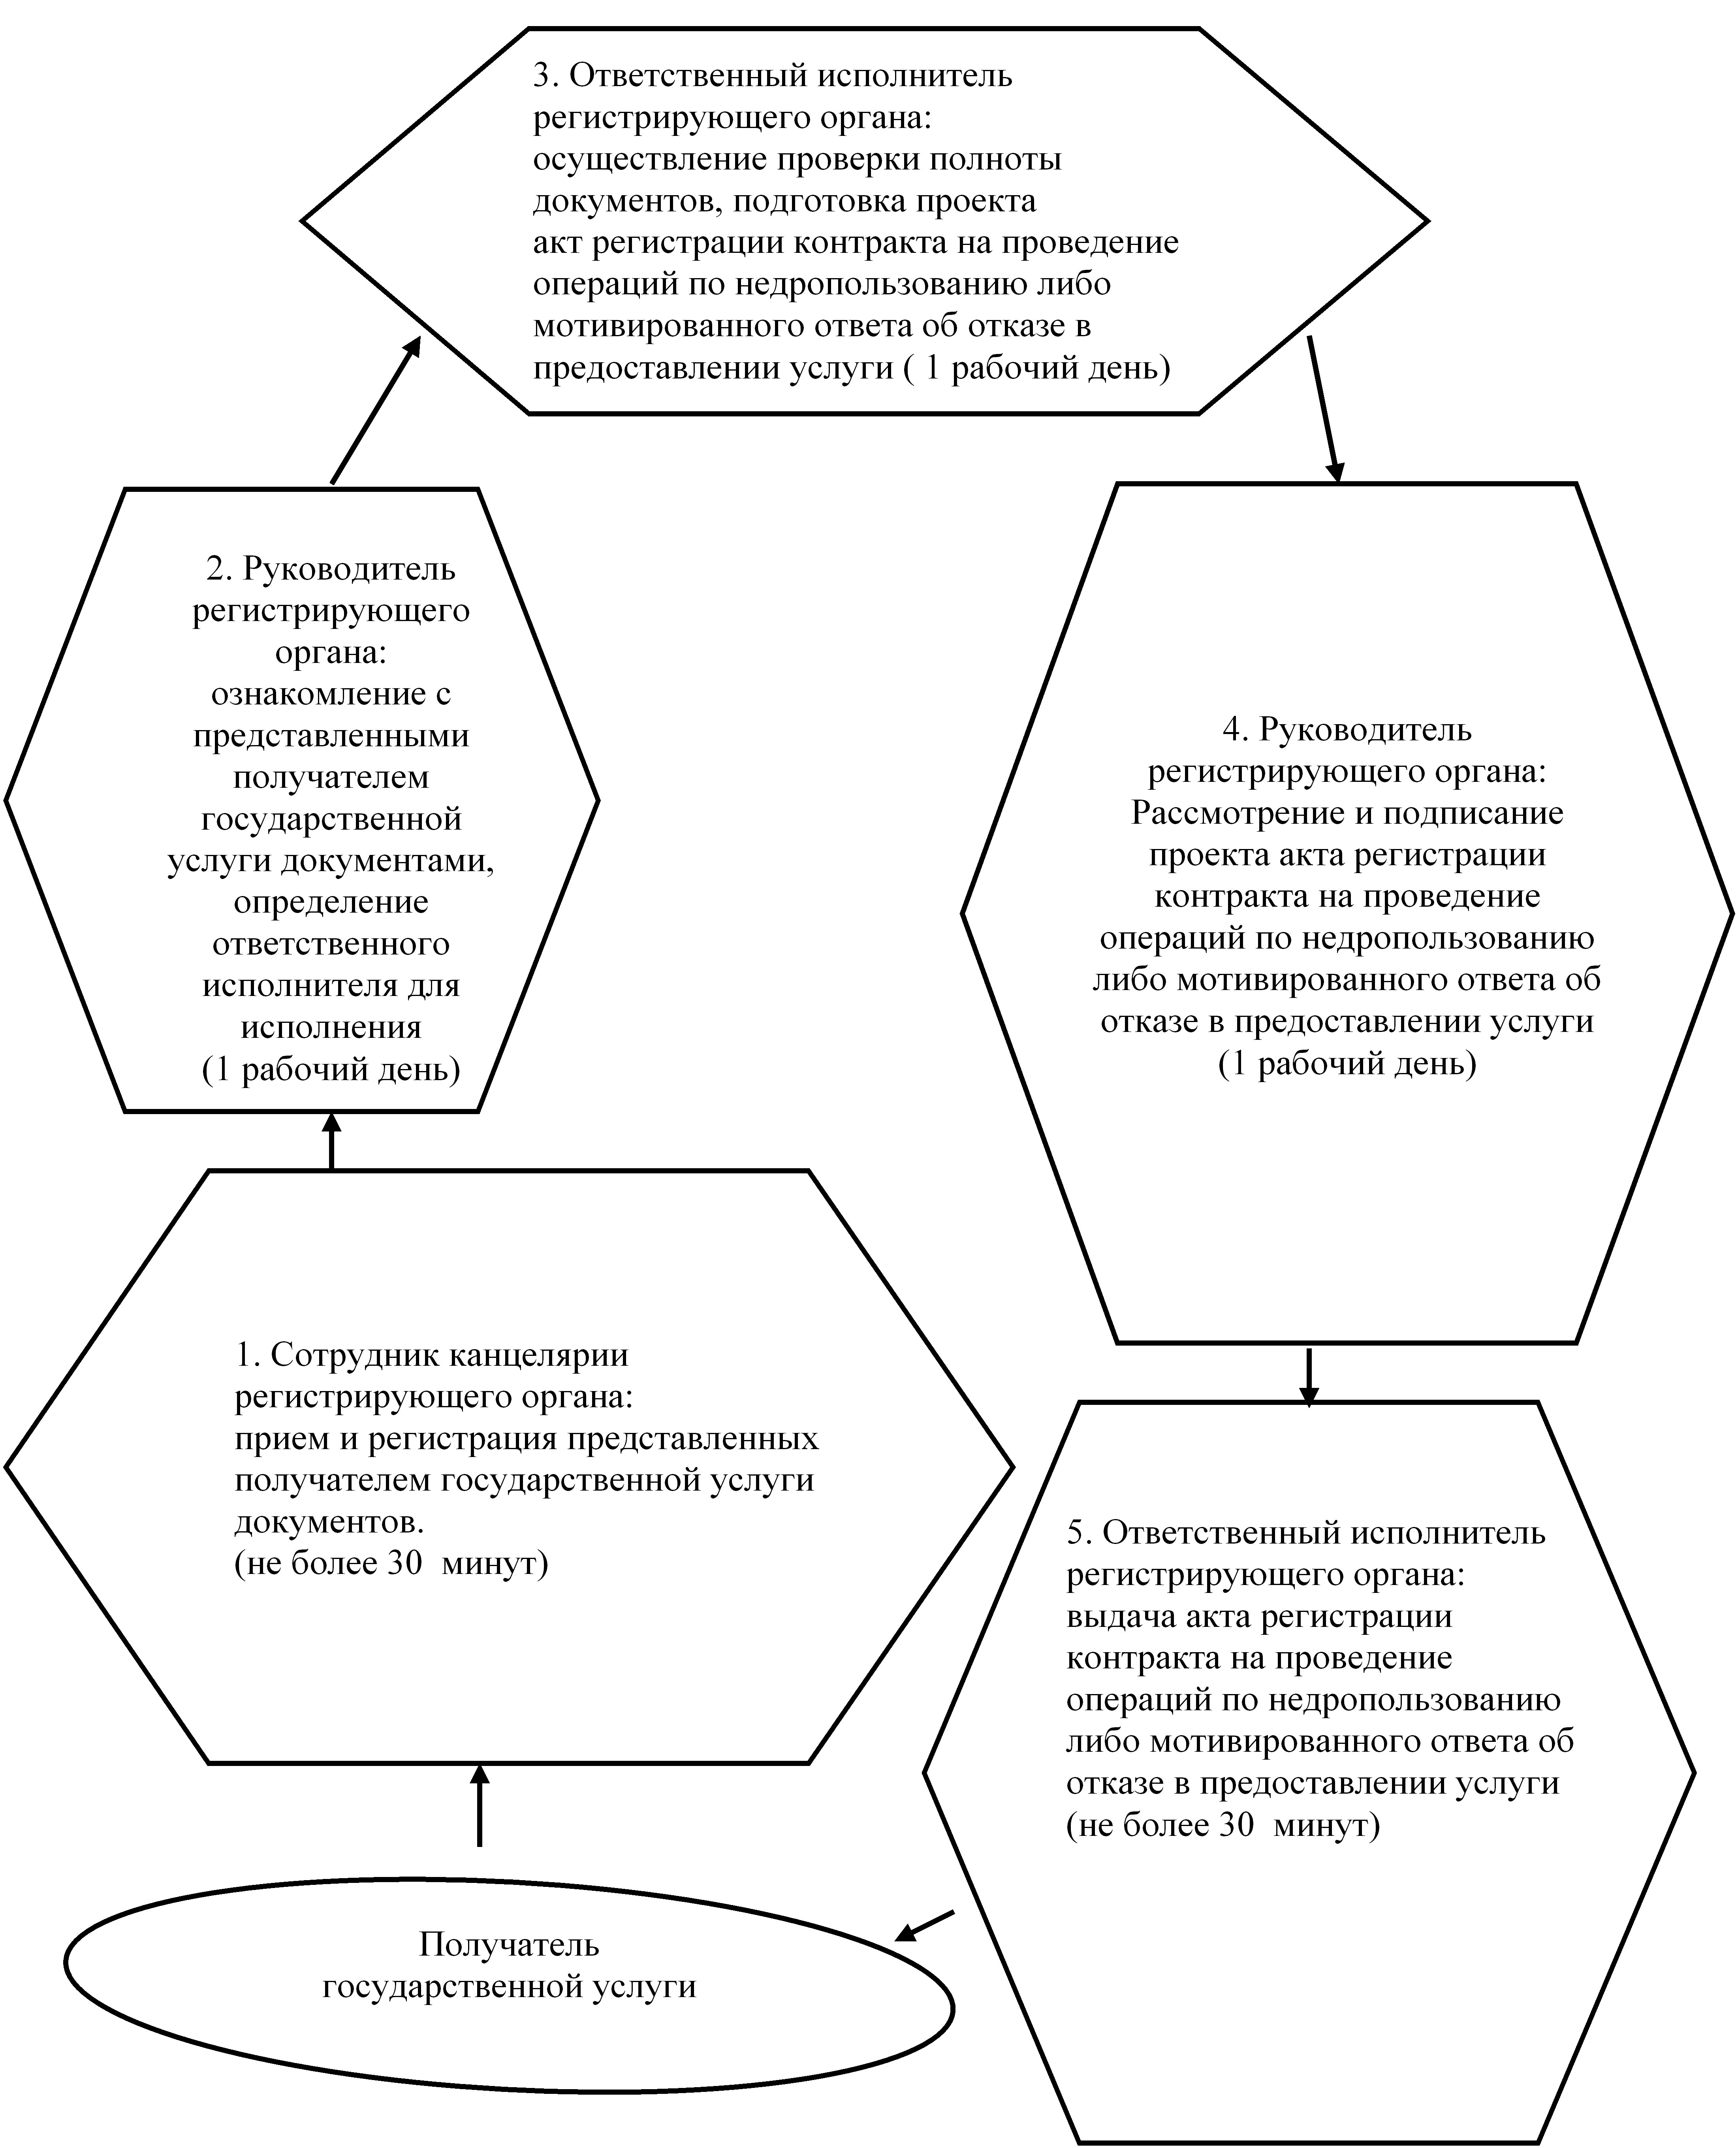 3. Ответственный исполнитель
регистрирующего органа:
осуществление проверки полноты
документов, подготовка проекта
акт регистрации контракта на проведение
операций по недропользованию либо
мотивированного ответа об отказе в
предоставлении услуги ( 1 рабочий день)
2. Руководитель
регистрирующего
органа:
ознакомление с
представленными
получателем
государственной
услуги документами,
определение
ответственного
исполнителя для
исполнения
(1 рабочий день)
4. Руководитель
регистрирующего органа:
Рассмотрение и подписание
проекта акта регистрации
контракта на проведение
операций по недропользованию
либо мотивированного ответа об
отказе в предоставлении услуги
(1 рабочий день)
1. Сотрудник канцелярии
регистрирующего органа:
прием и регистрация представленных
получателем государственной услуги
документов.
(не более 30  минут)
5. Ответственный исполнитель
регистрирующего органа:
выдача акта регистрации
контракта на проведение
операций по недропользованию
либо мотивированного ответа об
отказе в предоставлении услуги
(не более 30  минут)
Получатель
государственной услуги